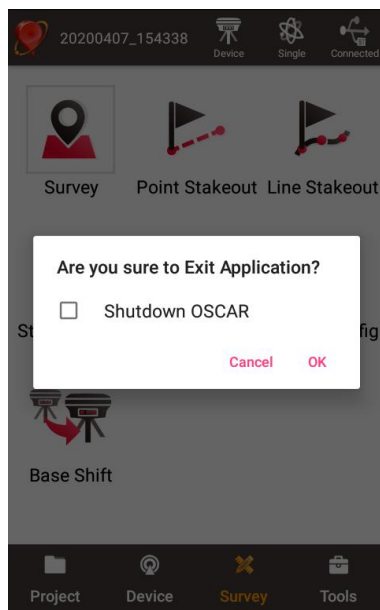 20200407_154338
Device
Single
Connected
Survey
Point Stakeout
Line Stakeout
Are you sure to Exit Application?
Shutdown OSCAR
Cancel
OK
Base Shift
Project
Device
Survey
Tools